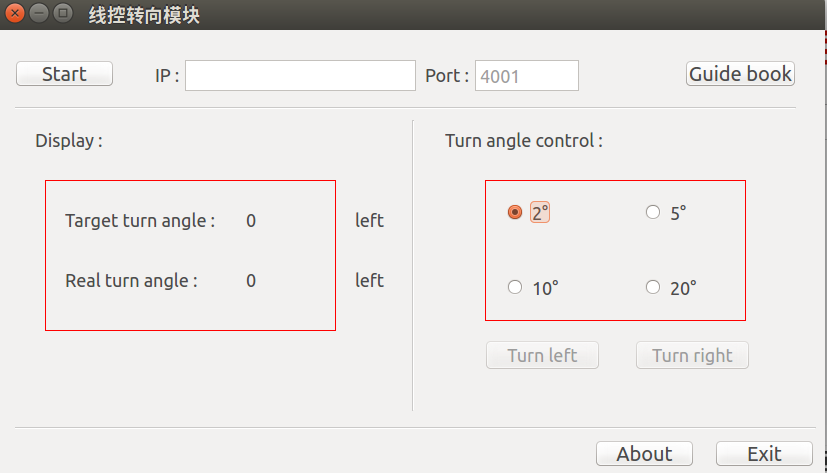 线控转向模块
Start IP : Port : 4001 Guide book
Display :
Target turn angle : 0 left
Real turn angle : 0 left
Turn angle control :
2° 5°
10° 20°
Turn left Turn right
About Exit